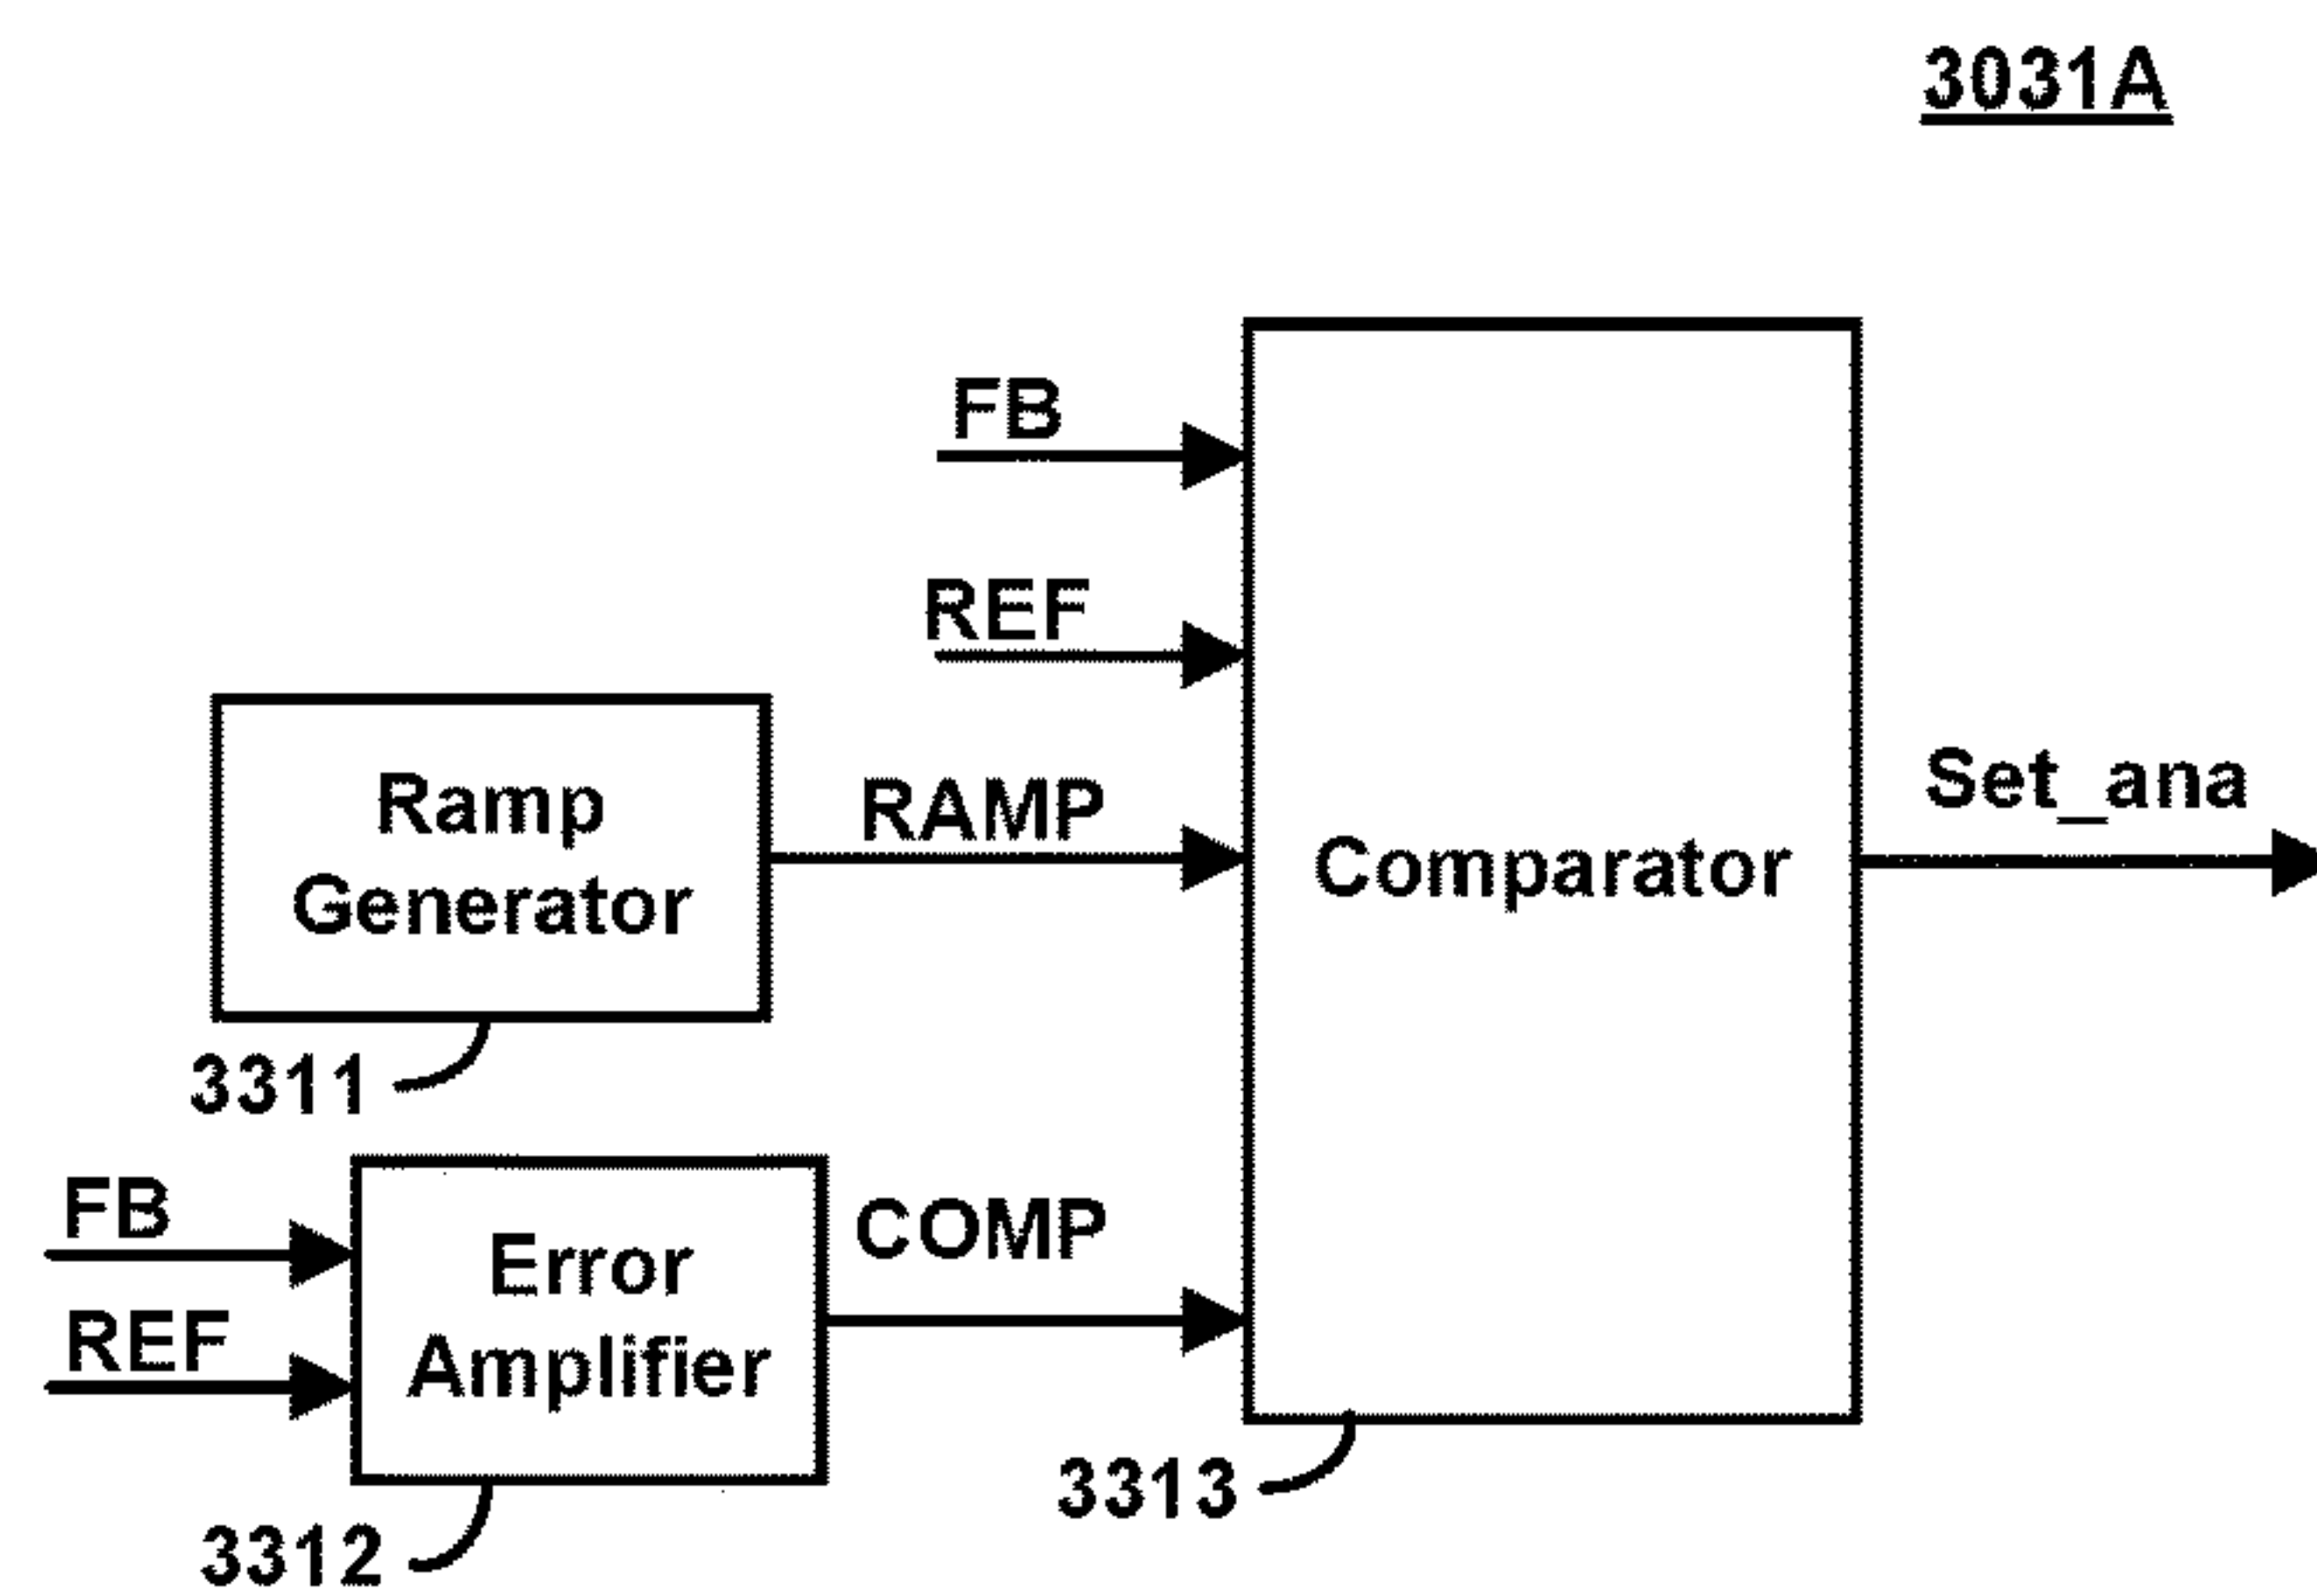 3031A
FB
REF
Ramp
Generator
RAMP
Comparator
Set_ana
3311
FB
REF
Error
Amplifier
COMP
3313
3312